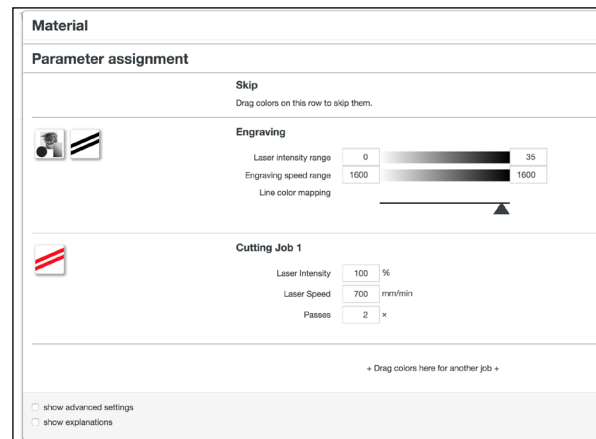 Material
Parameter assignment
Skip
Drag colors on this row to skip them.
Engraving
Laser intensity range 0 35
Engraving speed range 1600 1600
Line color mapping
Cutting Job 1
Laser Intensity 100 %
Laser Speed 700 mm/min
Passes 2 ×
+ Drag colors here for another job +
show advanced settings
show explanations